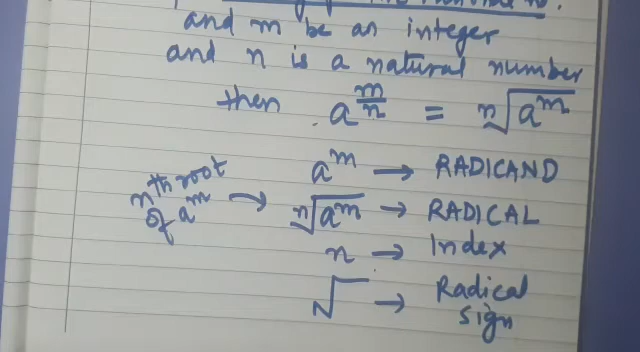 and m be an integer
and n is a natural number
then a^(m/n) = ⁿ√(a^m)
a^m → RADICAND
nth root of a^m → ⁿ√(a^m) → RADICAL
n → Index
√ → Radical sign